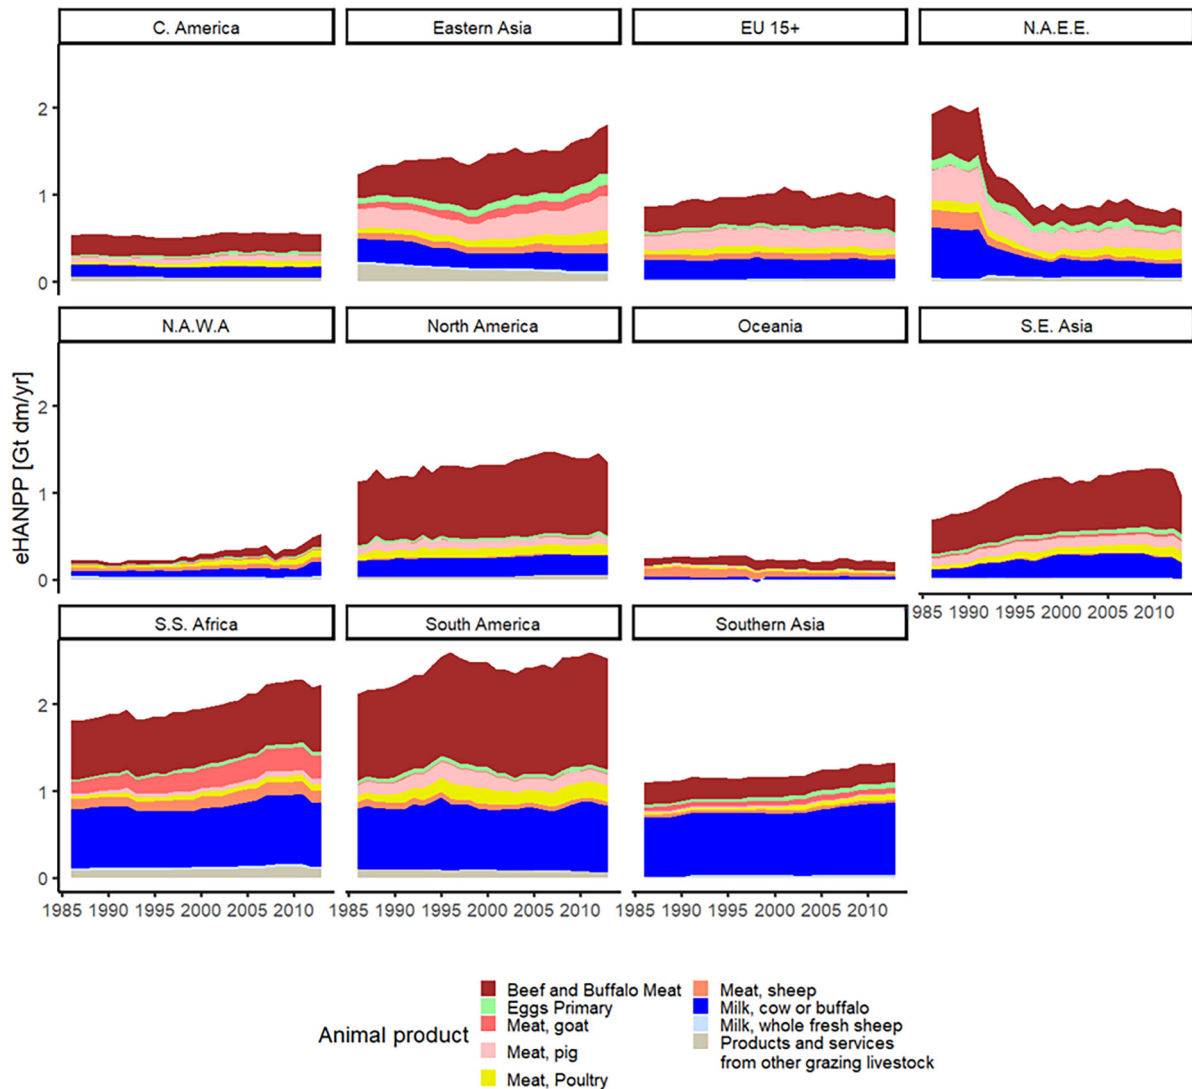 C. America
Eastern Asia
EU 15+
N.A.E.E.
2
1
0
N.A.W.A
North America
Oceania
S.E. Asia
eHANPP [Gt dm/yr]
2
1
0
985 1990 1995 2000 2005 2010
S.S. Africa
South America
Southern Asia
2
1
0
1985 1990 1995 2000 2005 2010
1985 1990 1995 2000 2005 2010
1985 1990 1995 2000 2005 2010
Animal product
Beef and Buffalo Meat
Eggs Primary
Meat, goat
Meat, pig
Meat, Poultry
Meat, sheep
Milk, cow or buffalo
Milk, whole fresh sheep
Products and services
from other grazing livestock